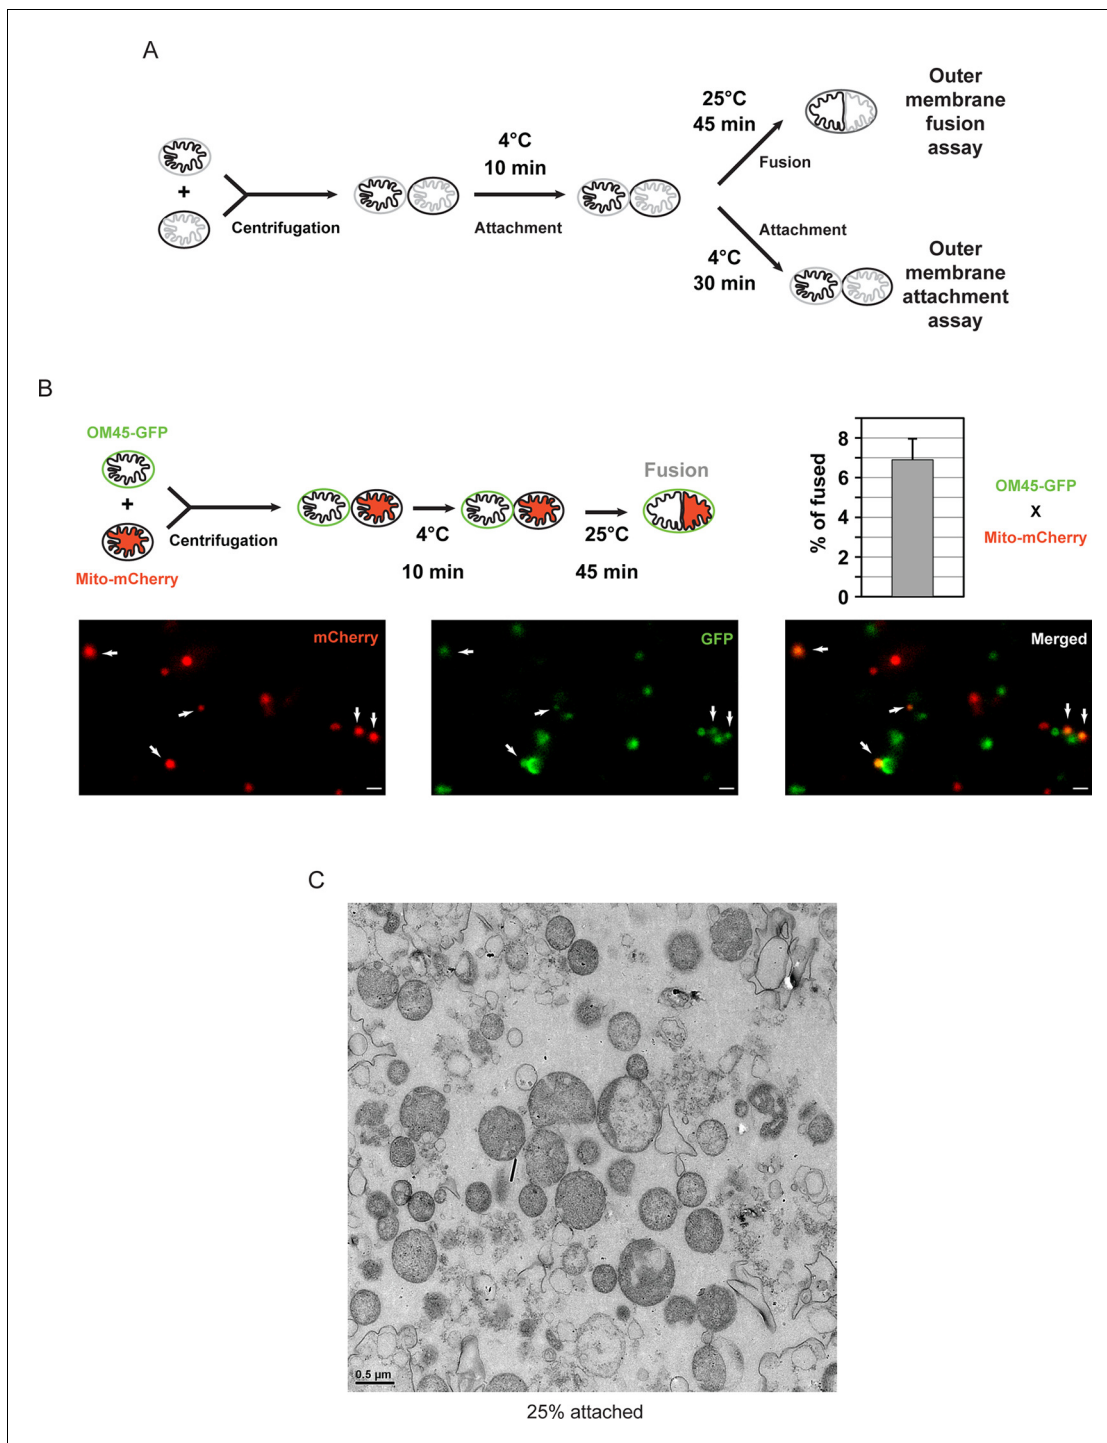 A
+
Centrifugation
4°C
10 min
Attachment
25°C
45 min
Fusion
Outer
membrane
fusion
assay
Attachment
4°C
30 min
Outer
membrane
attachment
assay
B
OM45-GFP
+
Mito-mCherry
Centrifugation
4°C
10 min
25°C
45 min
Fusion
% of fused
8
6
4
2
0
OM45-GFP
X
Mito-mCherry
mCherry
GFP
Merged
C
0.5 µm
25% attached